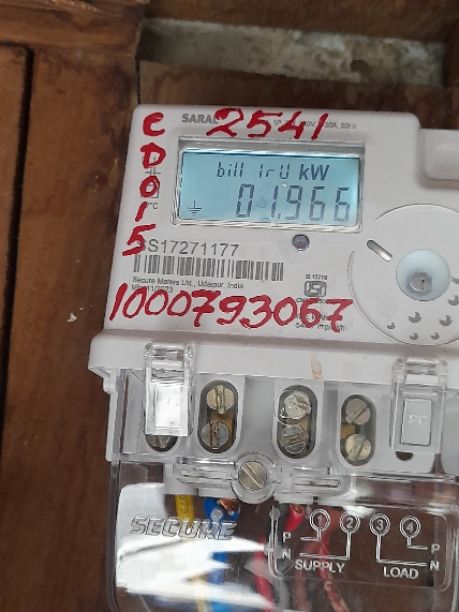 SARAL
2541
CD015
bill 1rU kW
01.966
SS17271177
Secure Meters Ltd., Udaipur, India
1000793067
SECURE
1 2 3 4
P P
N N
SUPPLY LOAD